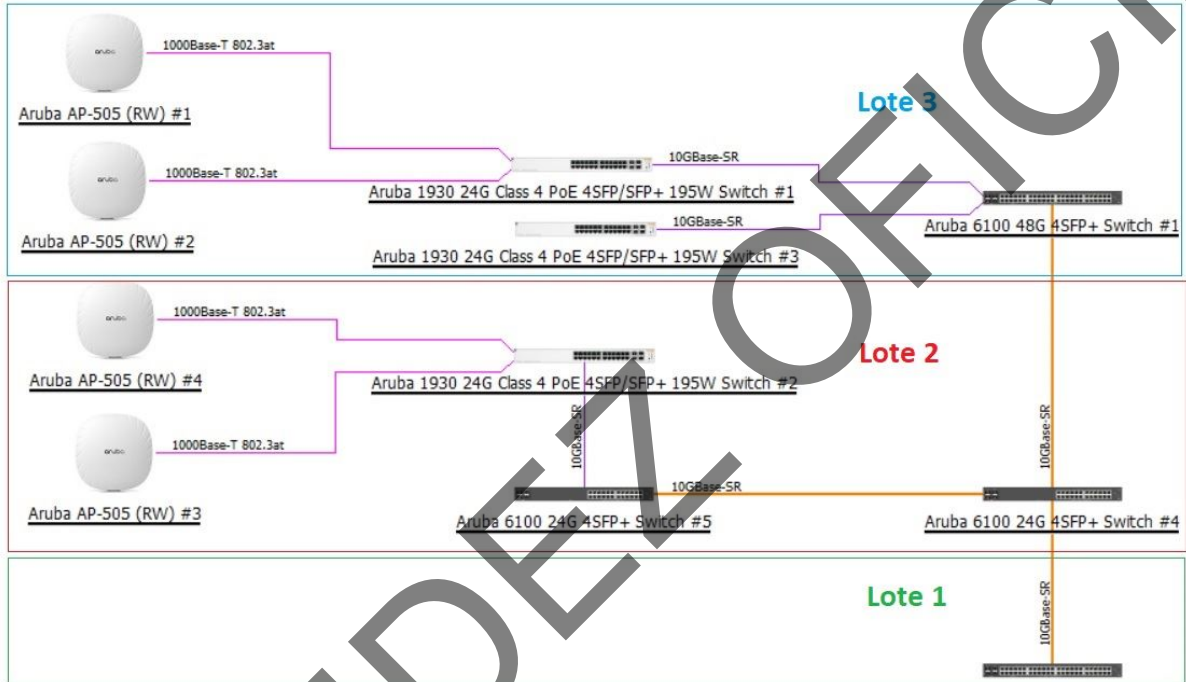 1000Base-T 802.3at
Aruba AP-505 (RW) #1
Lote 3
10GBase-SR
1000Base-T 802.3at
Aruba 1930 24G Class 4 PoE 4SFP/SFP+ 195W Switch #1
Aruba AP-505 (RW) #2
10GBase-SR
Aruba 6100 48G 4SFP+ Switch #1
Aruba 1930 24G Class 4 PoE 4SFP/SFP+ 195W Switch #3
1000Base-T 802.3at
Lote 2
Aruba AP-505 (RW) #4
Aruba 1930 24G Class 4 PoE 4SFP/SFP+ 195W Switch #2
1000Base-T 802.3at
10GBase-SR
10GBase-SR
10GBase-SR
Aruba AP-505 (RW) #3
Aruba 6100 24G 4SFP+ Switch #5
Aruba 6100 24G 4SFP+ Switch #4
Lote 1
10GBase-SR
DEZ OFIC